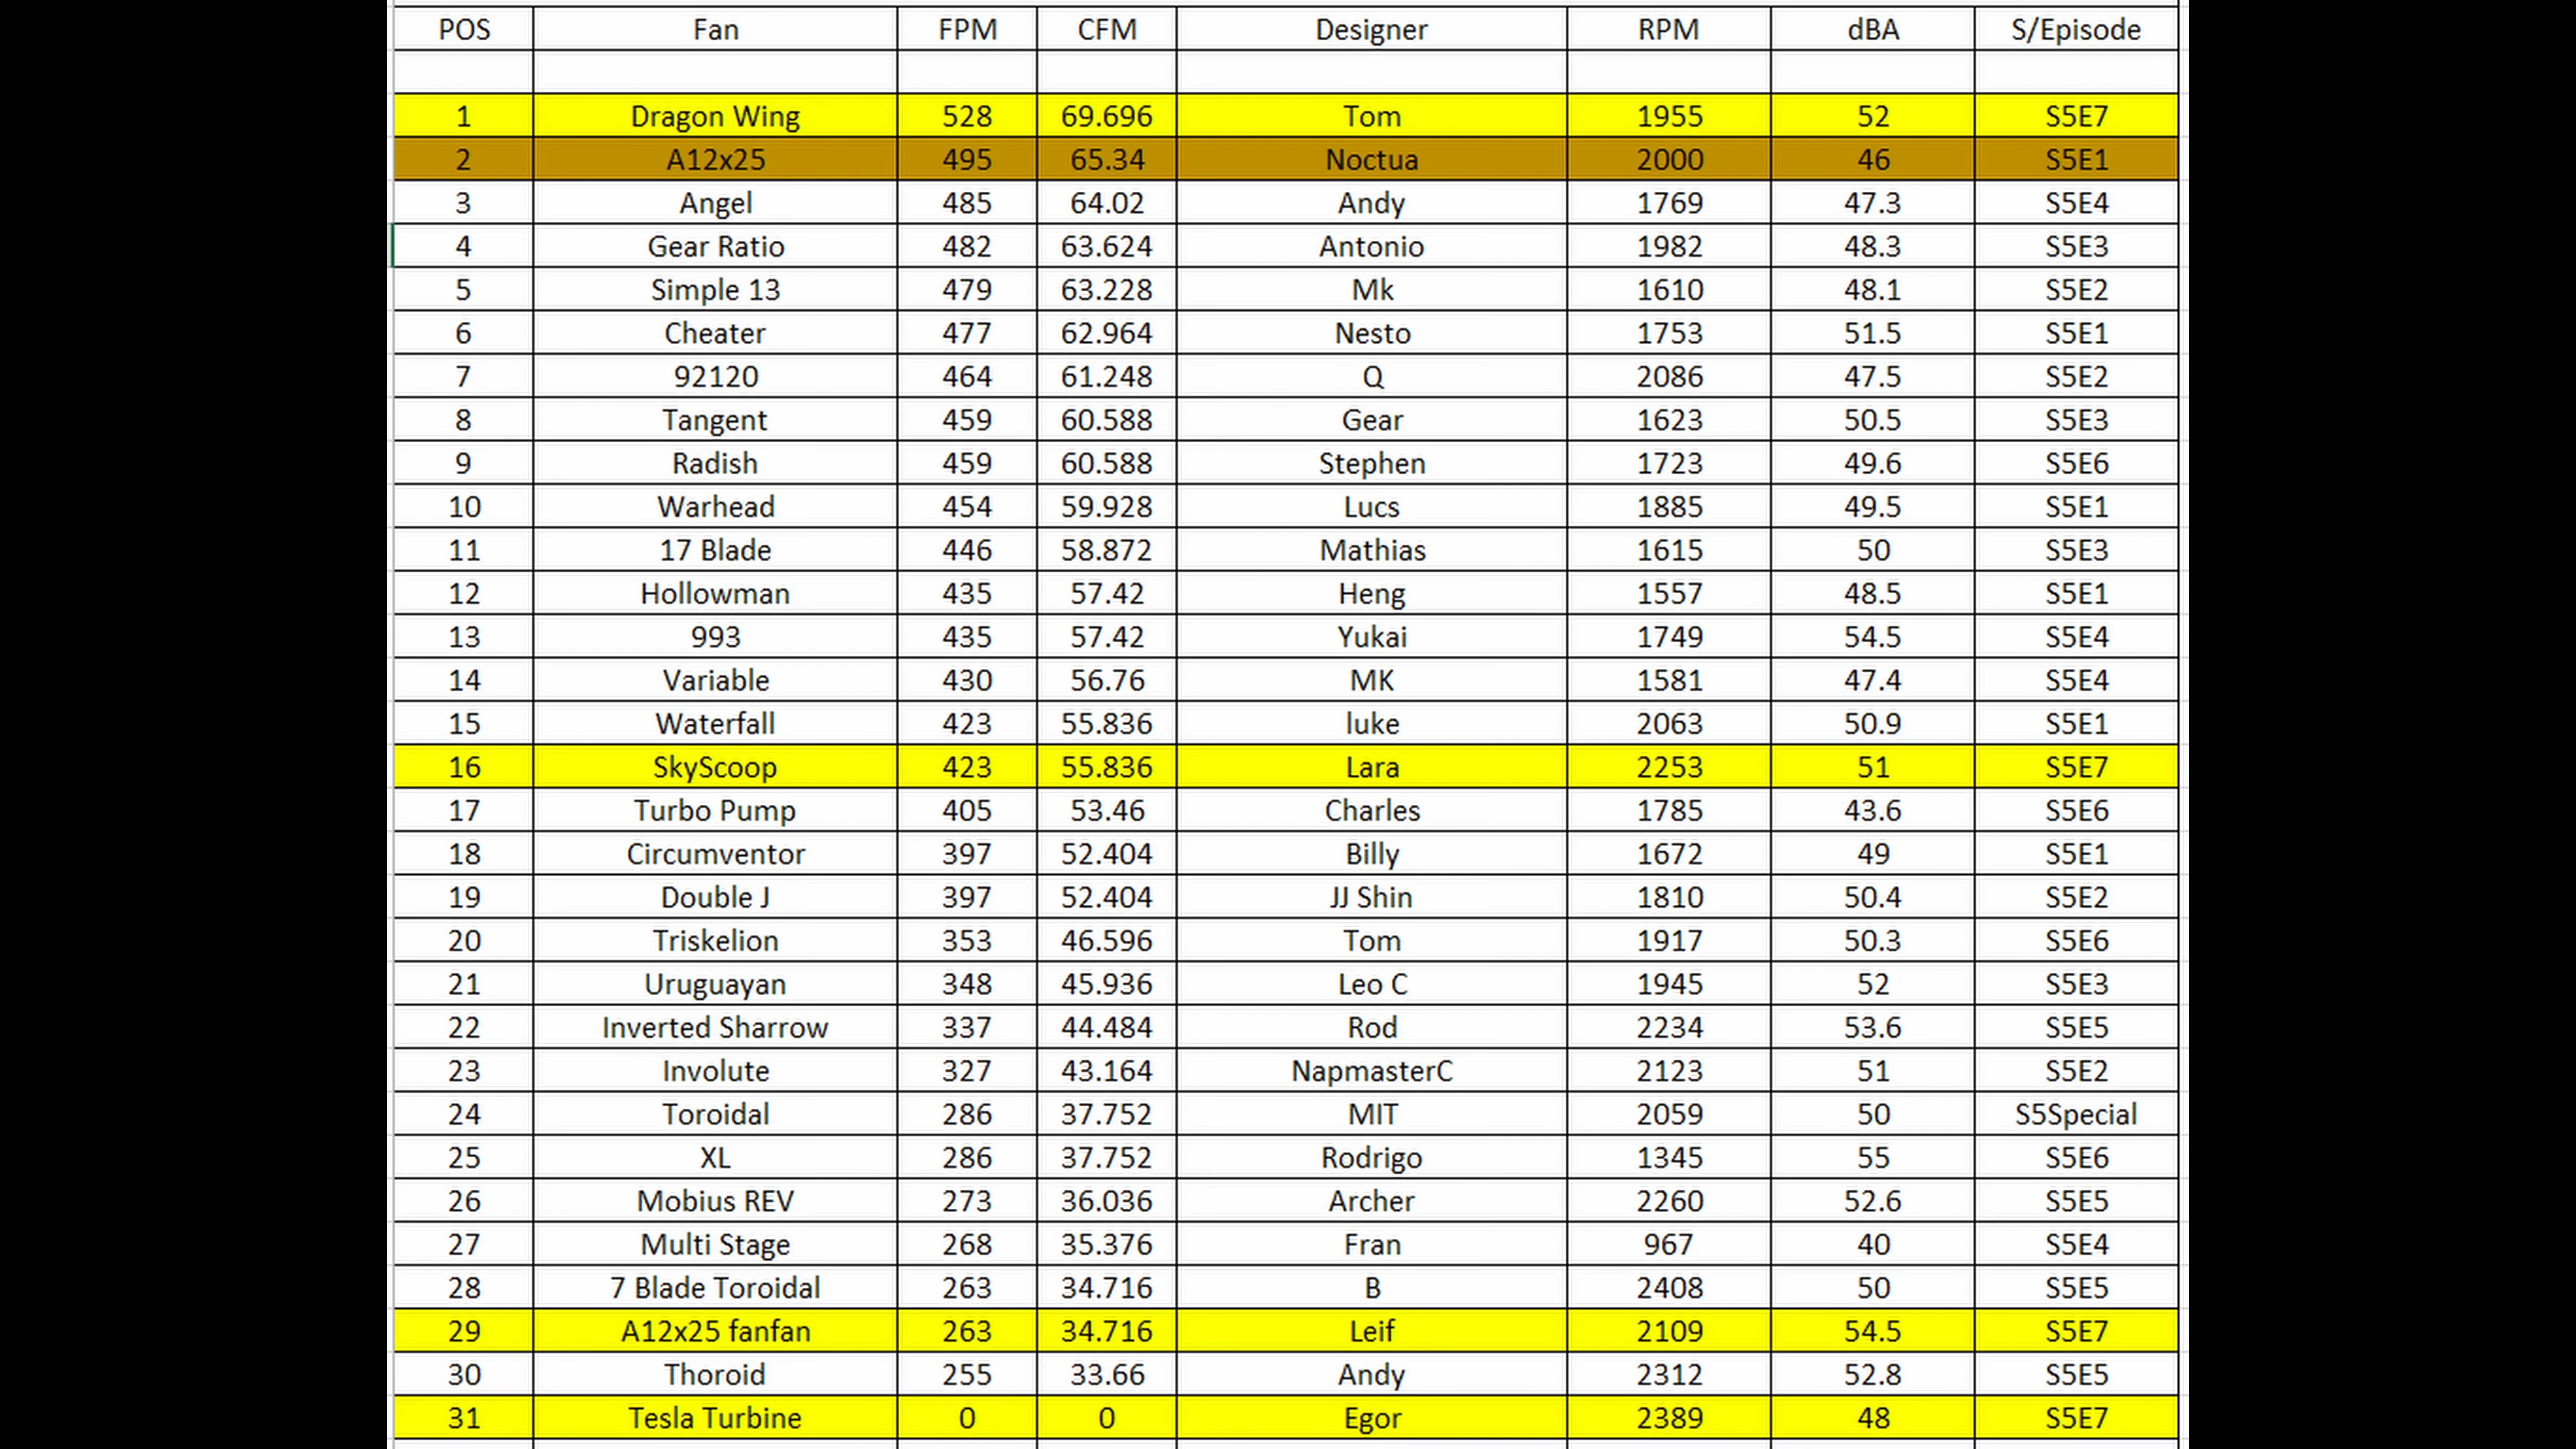 POS Fan FPM CFM Designer RPM dBA S/Episode
1 Dragon Wing 528 69.696 Tom 1955 52 S5E7
2 A12x25 495 65.34 Noctua 2000 46 S5E1
3 Angel 485 64.02 Andy 1769 47.3 S5E4
4 Gear Ratio 482 63.624 Antonio 1982 48.3 S5E3
5 Simple 13 479 63.228 Mk 1610 48.1 S5E2
6 Cheater 477 62.964 Nesto 1753 51.5 S5E1
7 92120 464 61.248 Q 2086 47.5 S5E2
8 Tangent 459 60.588 Gear 1623 50.5 S5E3
9 Radish 459 60.588 Stephen 1723 49.6 S5E6
10 Warhead 454 59.928 Lucs 1885 49.5 S5E1
11 17 Blade 446 58.872 Mathias 1615 50 S5E3
12 Hollowman 435 57.42 Heng 1557 48.5 S5E1
13 993 435 57.42 Yukai 1749 54.5 S5E4
14 Variable 430 56.76 MK 1581 47.4 S5E4
15 Waterfall 423 55.836 luke 2063 50.9 S5E1
16 SkyScoop 423 55.836 Lara 2253 51 S5E7
17 Turbo Pump 405 53.46 Charles 1785 43.6 S5E6
18 Circumventor 397 52.404 Billy 1672 49 S5E1
19 Double J 397 52.404 JJ Shin 1810 50.4 S5E2
20 Triskelion 353 46.596 Tom 1917 50.3 S5E6
21 Uruguayan 348 45.936 Leo C 1945 52 S5E3
22 Inverted Sharrow 337 44.484 Rod 2234 53.6 S5E5
23 Involute 327 43.164 NapmasterC 2123 51 S5E2
24 Toroidal 286 37.752 MIT 2059 50 S5Special
25 XL 286 37.752 Rodrigo 1345 55 S5E6
26 Mobius REV 273 36.036 Archer 2260 52.6 S5E5
27 Multi Stage 268 35.376 Fran 967 40 S5E4
28 7 Blade Toroidal 263 34.716 B 2408 50 S5E5
29 A12x25 fanfan 263 34.716 Leif 2109 54.5 S5E7
30 Thoroid 255 33.66 Andy 2312 52.8 S5E5
31 Tesla Turbine 0 0 Egor 2389 48 S5E7